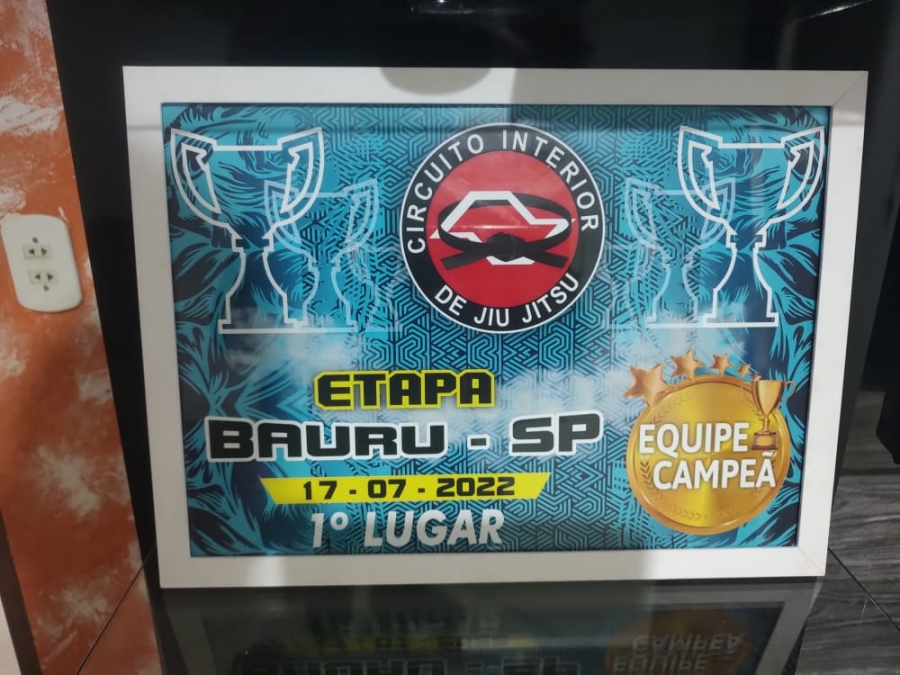 CIRCUITO INTERIOR
DE JIU JITSU
ETAPA
BAURU - SP
17 - 07 - 2022
1º LUGAR
EQUIPE
CAMPEÃ